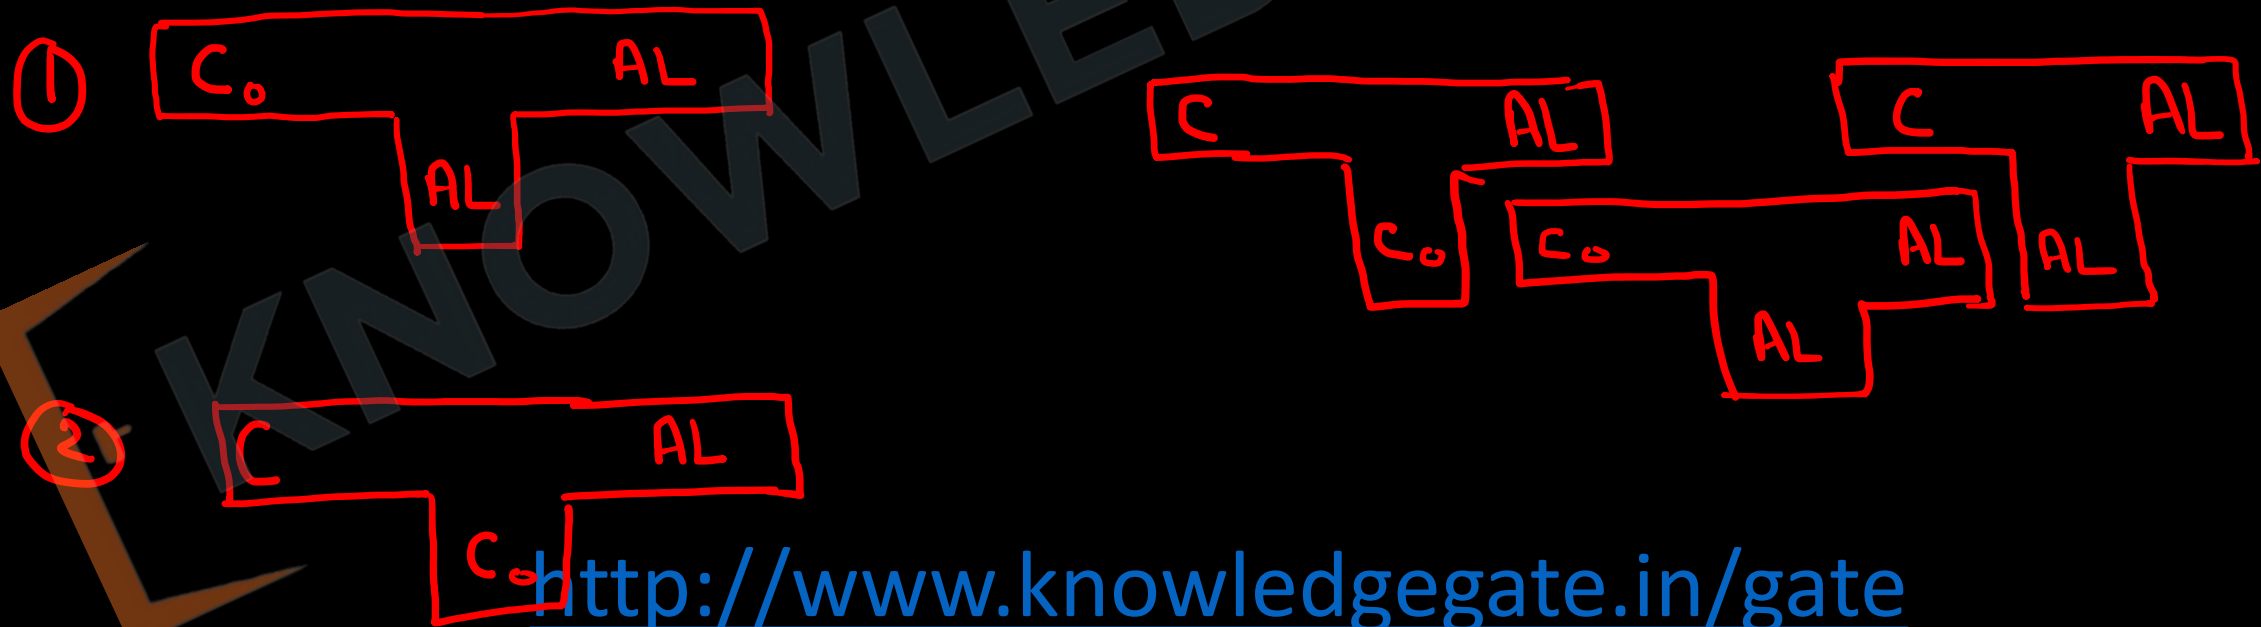 1
C₀ AL
AL
2
C AL
C₀
C AL
C₀
C₀ AL
AL
C AL
AL
KNOWLED
http://www.knowledgegate.in/gate